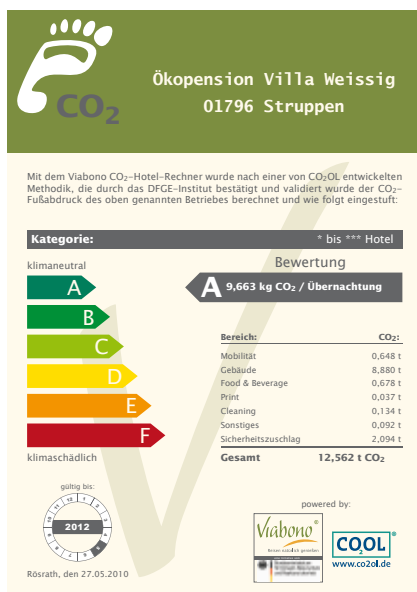 CO₂
Ökopension Villa Weissig
01796 Struppen
Mit dem Viabono CO₂-Hotel-Rechner wurde nach einer von CO₂OL entwickelten
Methodik, die durch das DFGE-Institut bestätigt und validiert wurde der CO₂-
Fußabdruck des oben genannten Betriebes berechnet und wie folgt eingestuft:
Kategorie: * bis *** Hotel
klimaneutral
A
B
C
D
E
F
klimaschädlich
Bewertung
A 9,663 kg CO₂ / Übernachtung
Bereich: CO₂:
Mobilität 0,648 t
Gebäude 8,880 t
Food & Beverage 0,678 t
Print 0,037 t
Cleaning 0,134 t
Sonstiges 0,092 t
Sicherheitszuschlag 2,094 t
Gesamt 12,562 t CO₂
gültig bis:
2012
Rösrath, den 27.05.2010
powered by:
Viabono®
Reisen natürlich genießen
CO₂OL
www.co2ol.de